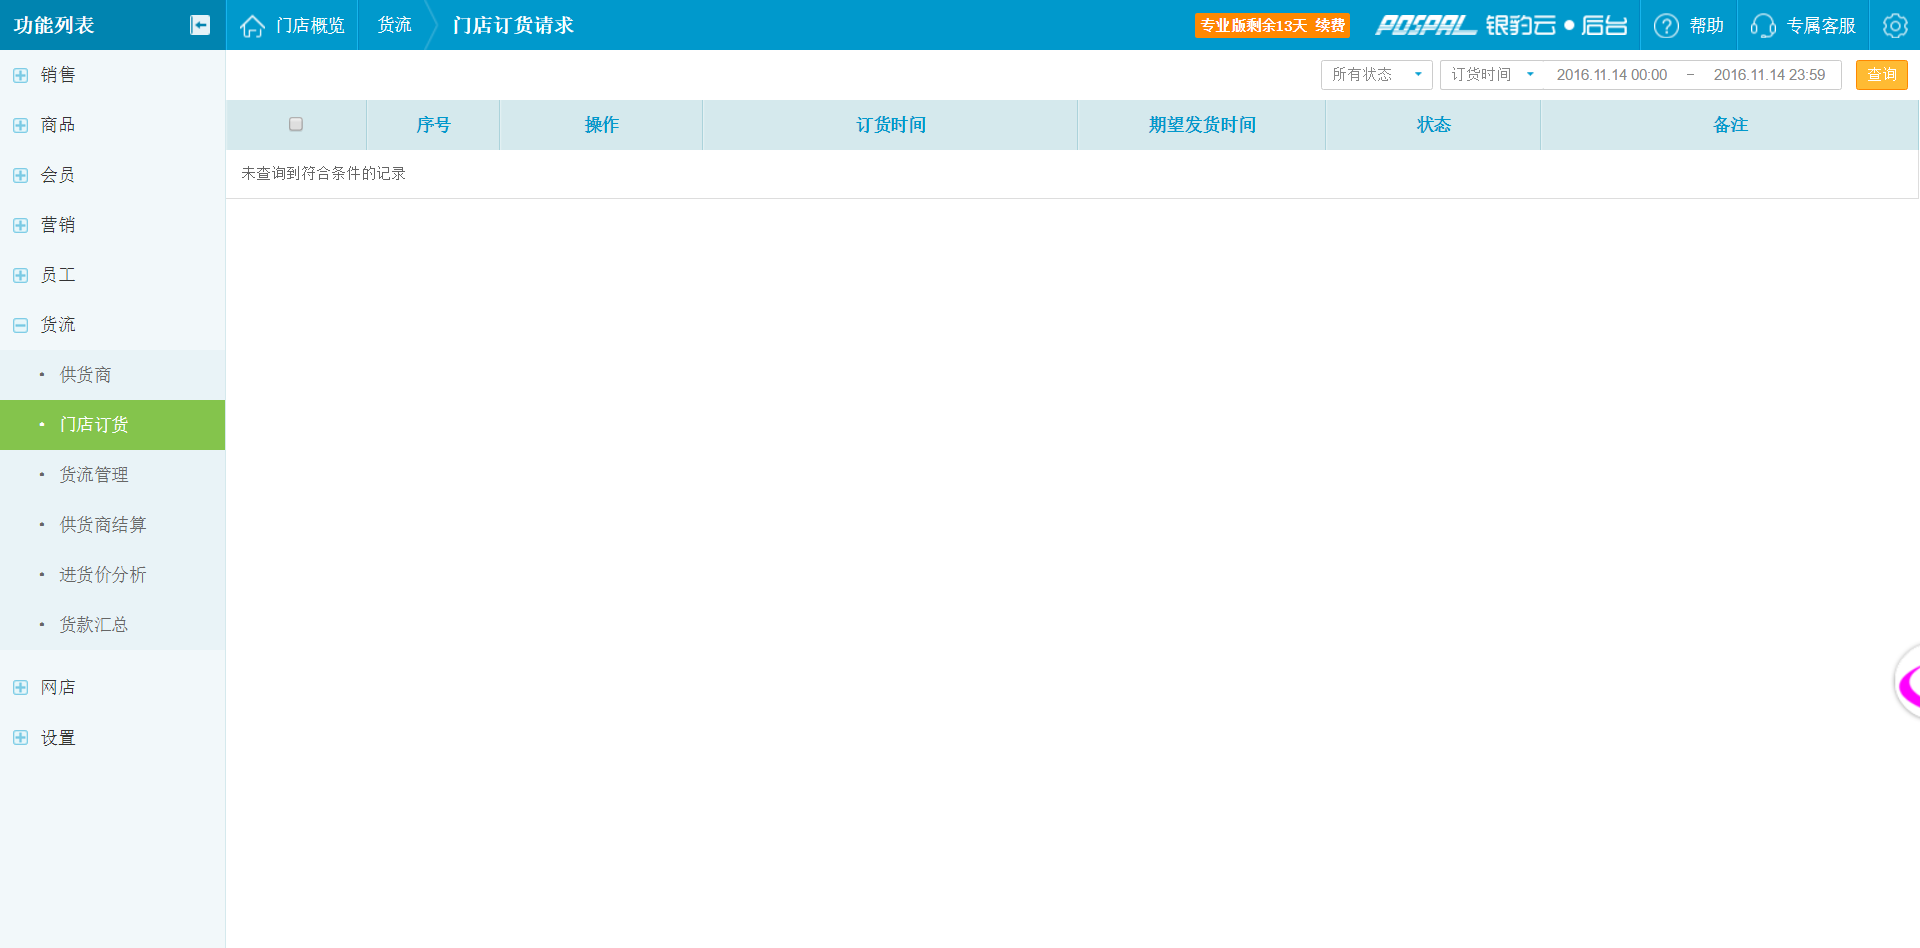 功能列表
门店概览
货流
门店订货请求
专业版剩余13天 续费
POSPAL 银豹云●后台
帮助
专属客服
所有状态
订货时间
2016.11.14 00:00 － 2016.11.14 23:59
查询
序号
操作
订货时间
期望发货时间
状态
备注
未查询到符合条件的记录
销售
商品
会员
营销
员工
货流
• 供货商
• 门店订货
• 货流管理
• 供货商结算
• 进货价分析
• 货款汇总
网店
设置